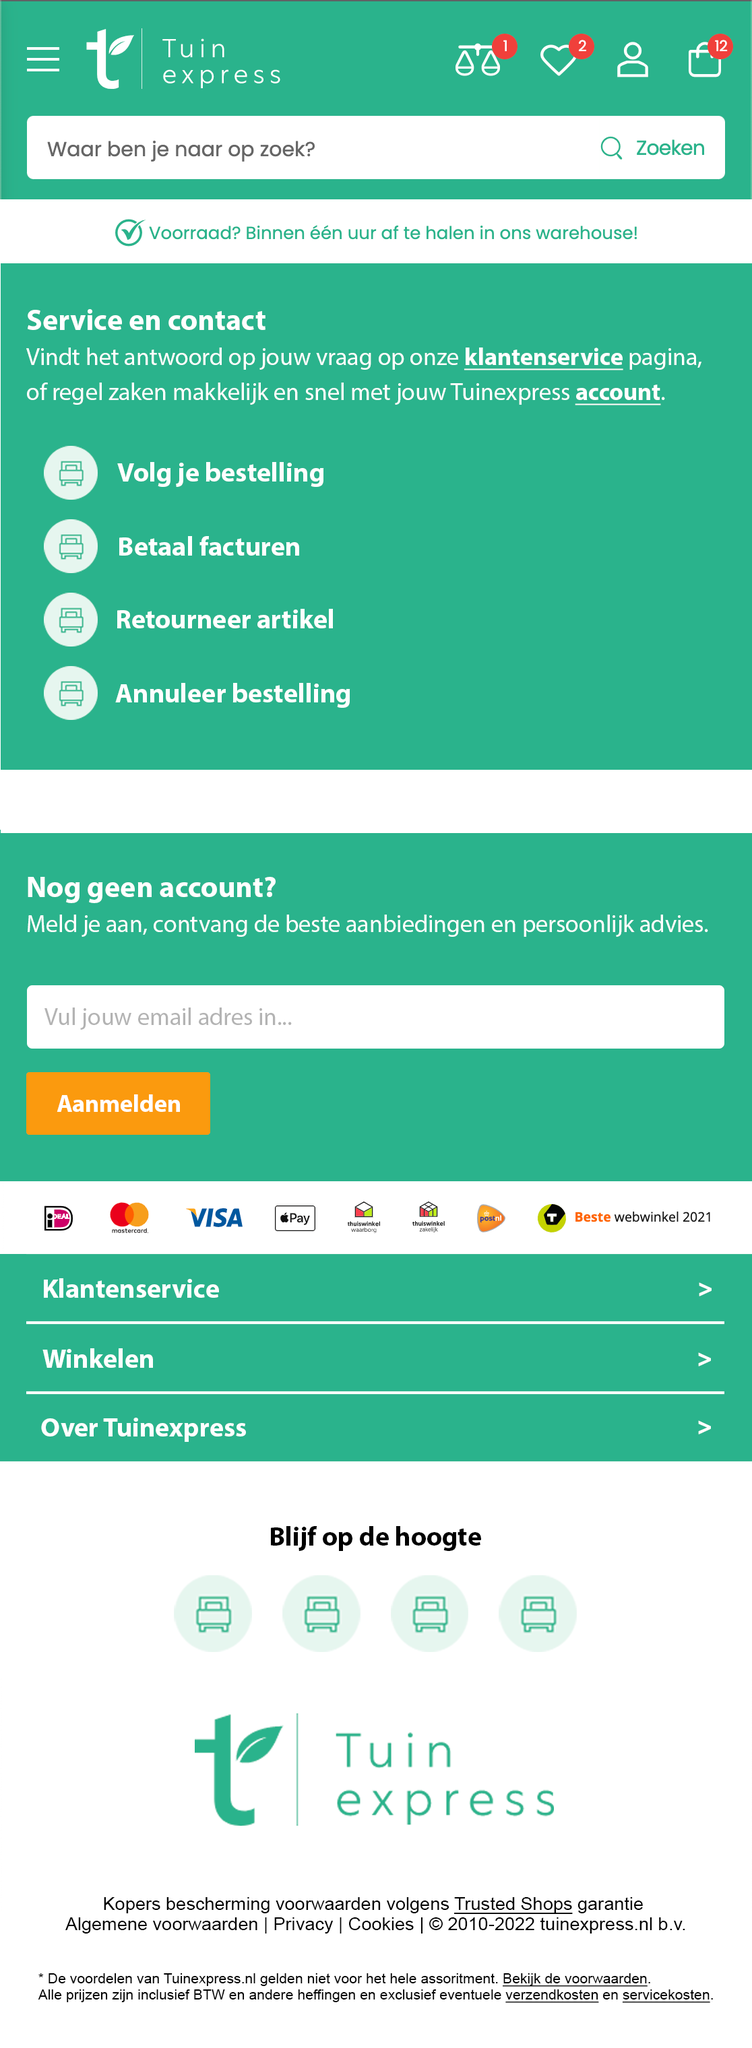 1
2
12
Tuin
express
Waar ben je naar op zoek?
Zoeken
Voorraad? Binnen één uur af te halen in ons warehouse!
Service en contact
Vindt het antwoord op jouw vraag op onze klantenservice pagina,
of regel zaken makkelijk en snel met jouw Tuinexpress account.
Volg je bestelling
Betaal facturen
Retourneer artikel
Annuleer bestelling
Nog geen account?
Meld je aan, contvang de beste aanbiedingen en persoonlijk advies.
Vul jouw email adres in...
Aanmelden
iDEAL
mastercard.
VISA
Pay
thuiswinkel
waarborg
thuiswinkel
zakelijk
postnl
T
Beste webwinkel 2021
Klantenservice >
Winkelen >
Over Tuinexpress >
Blijf op de hoogte
Tuin
express
Kopers bescherming voorwaarden volgens Trusted Shops garantie
Algemene voorwaarden | Privacy | Cookies | © 2010-2022 tuinexpress.nl b.v.
* De voordelen van Tuinexpress.nl gelden niet voor het hele assortiment. Bekijk de voorwaarden.
Alle prijzen zijn inclusief BTW en andere heffingen en exclusief eventuele verzendkosten en servicekosten.